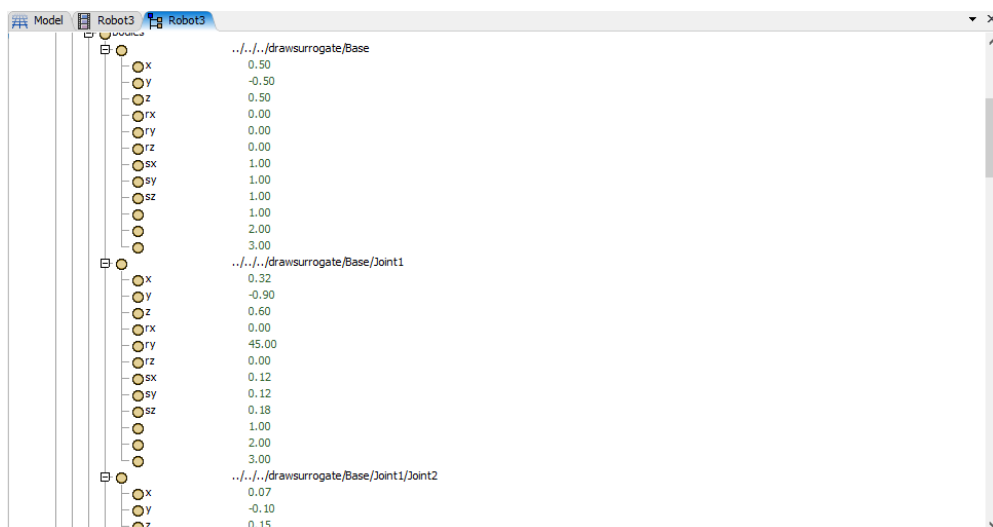 Model Robot3 Robot3
bodies
../../../drawsurrogate/Base
x 0.50
y -0.50
z 0.50
rx 0.00
ry 0.00
rz 0.00
sx 1.00
sy 1.00
sz 1.00
1.00
2.00
3.00
../../../drawsurrogate/Base/Joint1
x 0.32
y -0.90
z 0.60
rx 0.00
ry 45.00
rz 0.00
sx 0.12
sy 0.12
sz 0.18
1.00
2.00
3.00
../../../drawsurrogate/Base/Joint1/Joint2
x 0.07
y -0.10
z 0.15